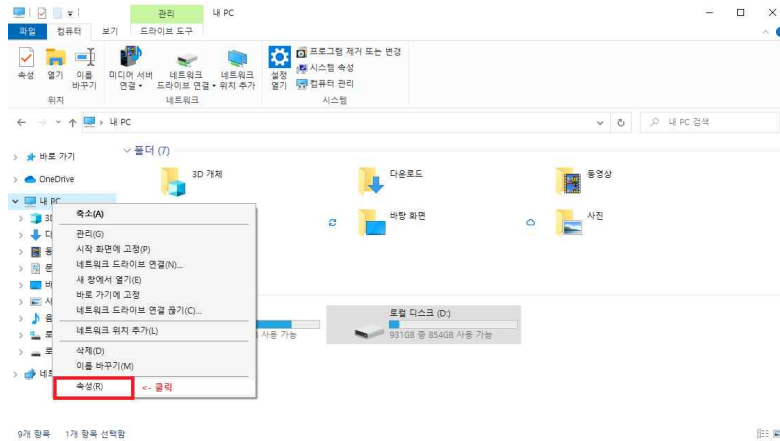 관리
내 PC
파일
컴퓨터
보기
드라이브 도구
속성
열기
이름
바꾸기
미디어 서버
연결
네트워크
드라이브 연결
네트워크
위치 추가
설정
열기
프로그램 제거 또는 변경
시스템 속성
컴퓨터 관리
위치
네트워크
시스템
내 PC
내 PC 검색
바로 가기
OneDrive
내 PC
폴더 (7)
3D 개체
다운로드
동영상
바탕 화면
사진
축소(A)
관리(G)
시작 화면에 고정(P)
네트워크 드라이브 연결(N)...
새 창에서 열기(E)
바로 가기에 고정
네트워크 드라이브 연결 끊기(C)...
네트워크 위치 추가(L)
삭제(D)
이름 바꾸기(M)
속성(R)
<- 클릭
사용 가능
로컬 디스크 (D:)
931GB 중 854GB 사용 가능
9개 항목
1개 항목 선택함